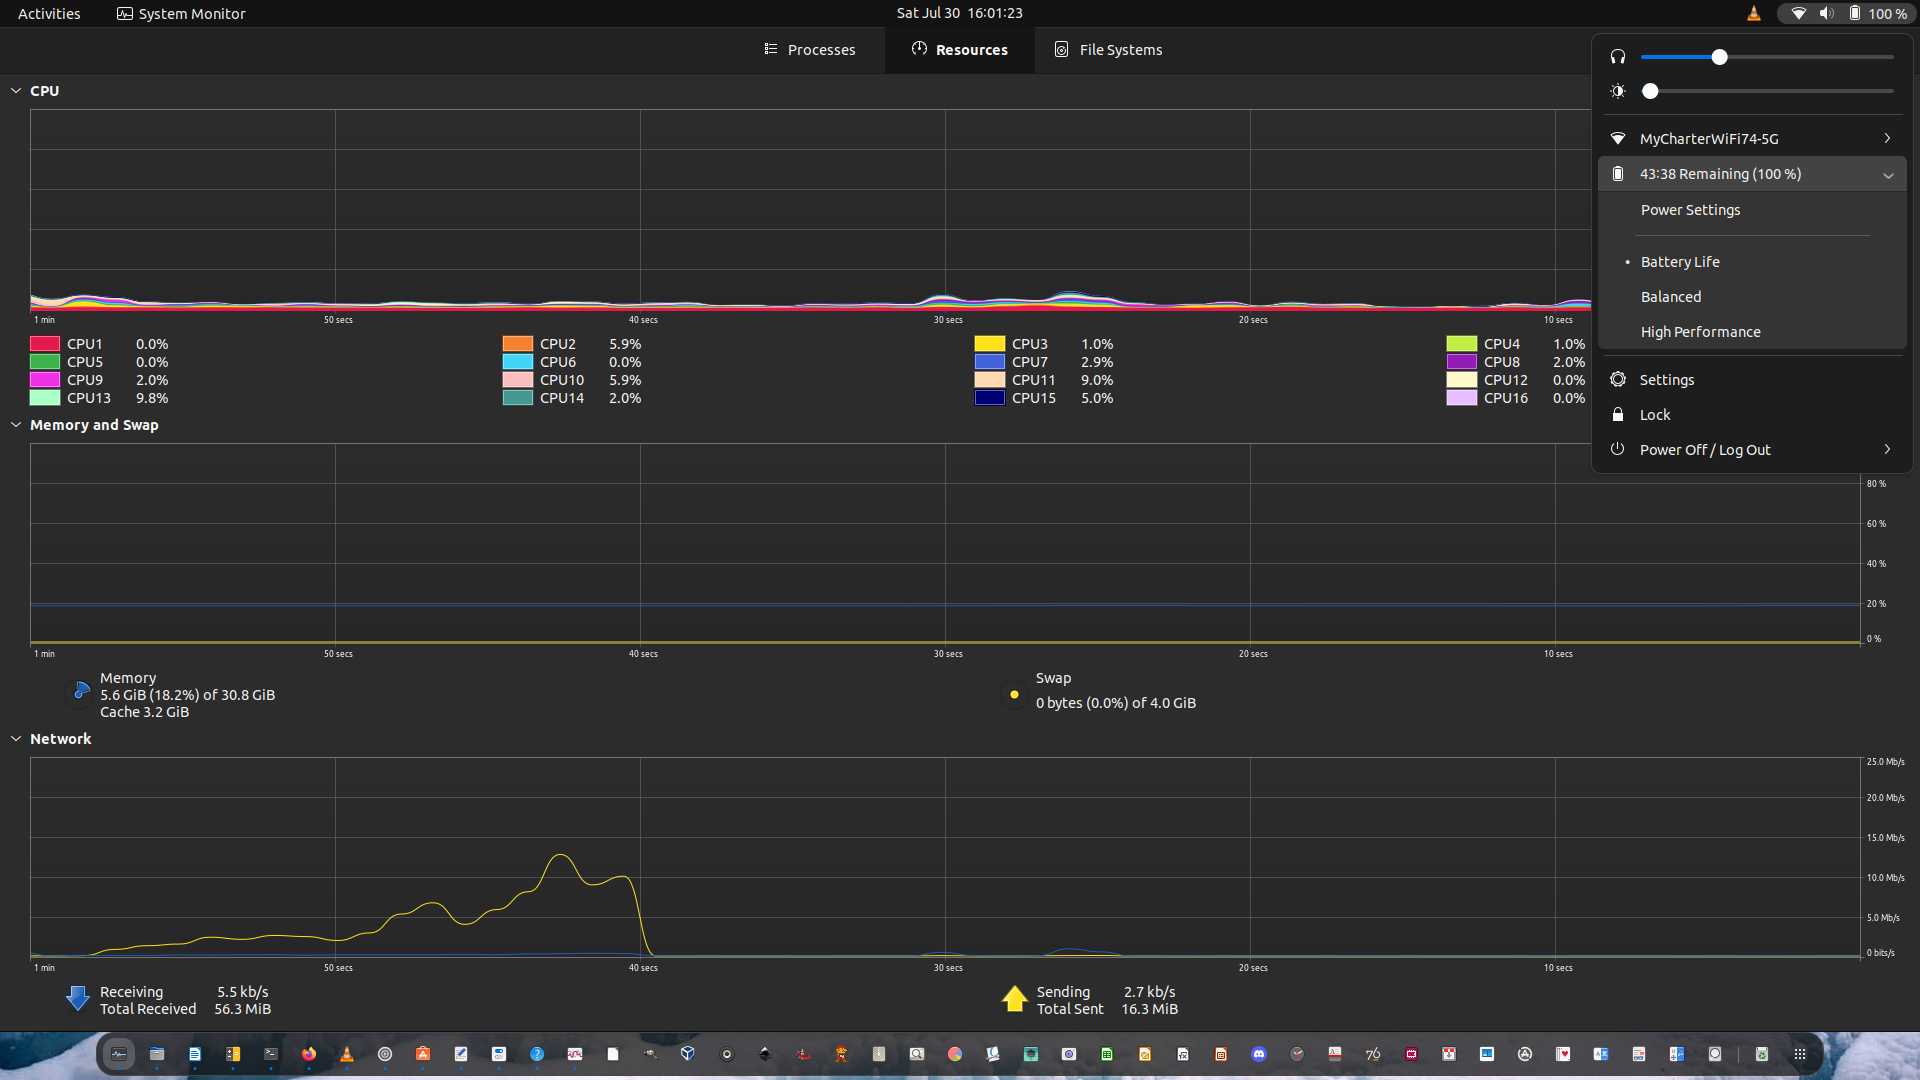 Activities
System Monitor
Sat Jul 30 16:01:23
100 %
Processes
Resources
File Systems
CPU
1 min
50 secs
40 secs
30 secs
20 secs
10 secs
CPU1 0.0%
CPU2 5.9%
CPU3 1.0%
CPU4 1.0%
CPU5 0.0%
CPU6 0.0%
CPU7 2.9%
CPU8 2.0%
CPU9 2.0%
CPU10 5.9%
CPU11 9.0%
CPU12 0.0%
CPU13 9.8%
CPU14 2.0%
CPU15 5.0%
CPU16 0.0%
MyCharterWiFi74-5G
43:38 Remaining (100 %)
Power Settings
Battery Life
Balanced
High Performance
Settings
Lock
Power Off / Log Out
Memory and Swap
80 %
60 %
40 %
20 %
0 %
1 min
50 secs
40 secs
30 secs
20 secs
10 secs
Memory
5.6 GiB (18.2%) of 30.8 GiB
Cache 3.2 GiB
Swap
0 bytes (0.0%) of 4.0 GiB
Network
25.0 Mb/s
20.0 Mb/s
15.0 Mb/s
10.0 Mb/s
5.0 Mb/s
0 bits/s
1 min
50 secs
40 secs
30 secs
20 secs
10 secs
Receiving 5.5 kb/s
Total Received 56.3 MiB
Sending 2.7 kb/s
Total Sent 16.3 MiB